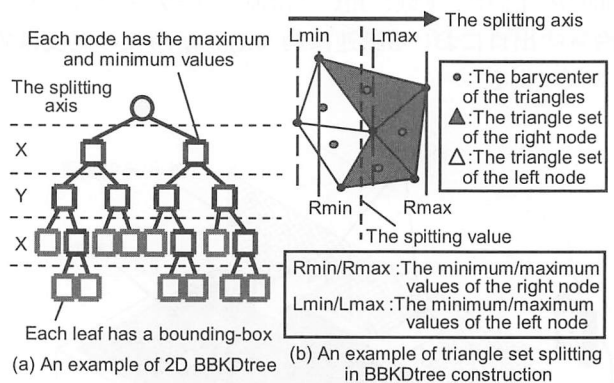 Each node has the maximum
and minimum values
The splitting
axis
X
Y
X
Each leaf has a bounding-box
(a) An example of 2D BBKDtree
The splitting axis
Lmin
Lmax
Rmin
Rmax
The spitting value
:The barycenter
of the triangles
:The triangle set
of the right node
:The triangle set
of the left node
Rmin/Rmax :The minimum/maximum
values of the right node
Lmin/Lmax :The minimum/maximum
values of the left node
(b) An example of triangle set splitting
in BBKDtree construction